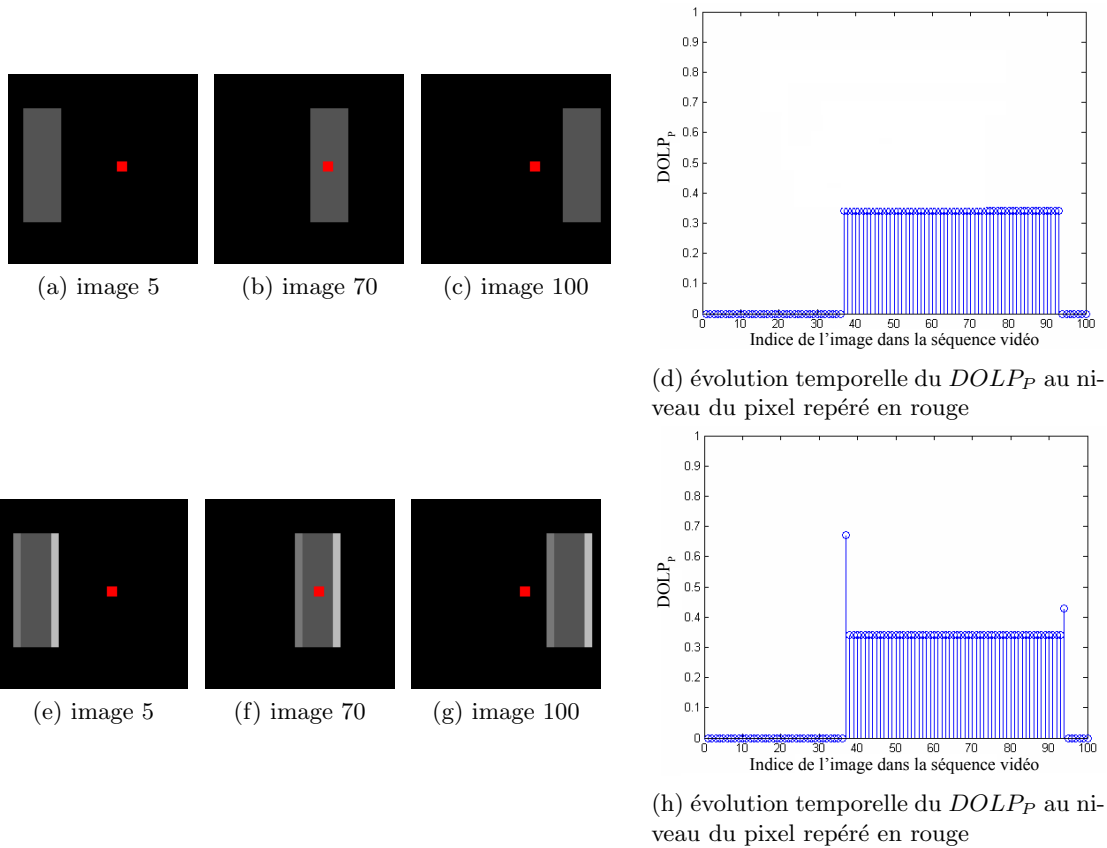 1
0.9
0.8
0.7
0.6
0.5
0.4
0.3
0.2
0.1
0
DOLP_P
0 10 20 30 40 50 60 70 80 90 100
Indice de l'image dans la séquence vidéo
(a) image 5
(b) image 70
(c) image 100
(d) évolution temporelle du DOLP_P au ni-
veau du pixel repéré en rouge
1
0.9
0.8
0.7
0.6
0.5
0.4
0.3
0.2
0.1
0
DOLP_P
0 10 20 30 40 50 60 70 80 90 100
Indice de l'image dans la séquence vidéo
(e) image 5
(f) image 70
(g) image 100
(h) évolution temporelle du DOLP_P au ni-
veau du pixel repéré en rouge